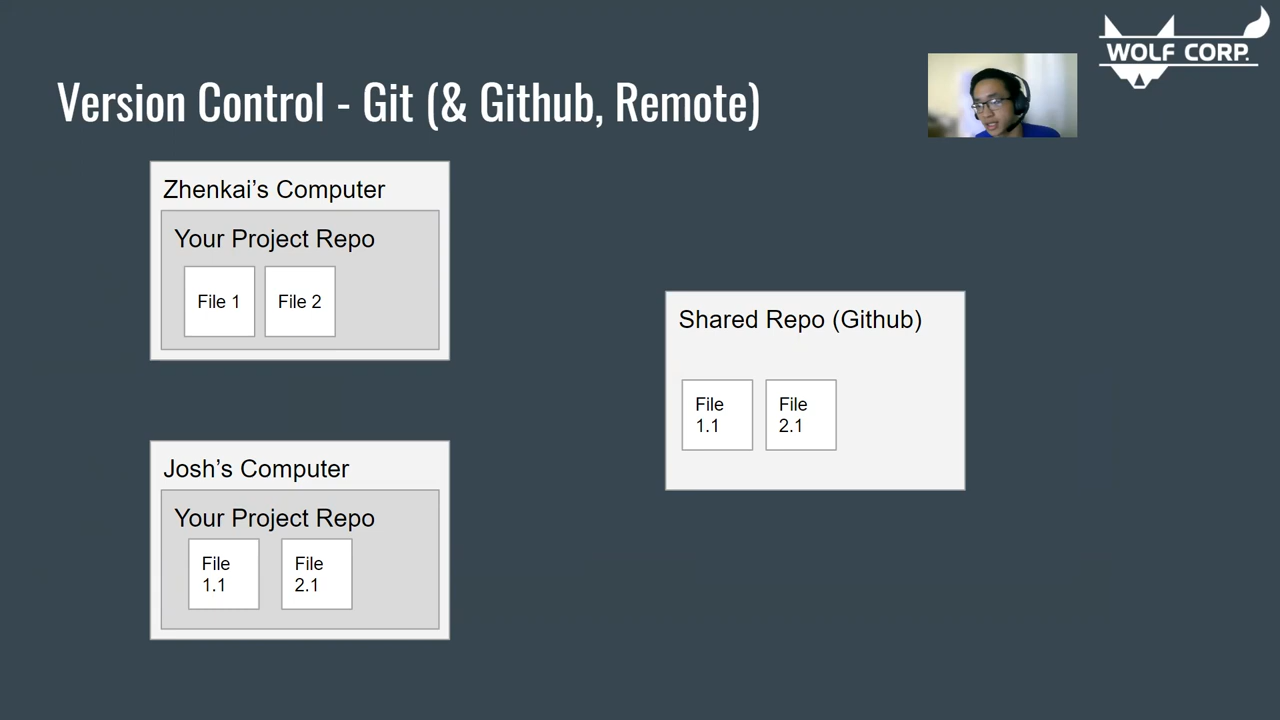 WOLF CORP.
Version Control - Git (& Github, Remote)
Zhenkai's Computer
Your Project Repo
File 1
File 2
Shared Repo (Github)
File
1.1
File
2.1
Josh's Computer
Your Project Repo
File
1.1
File
2.1